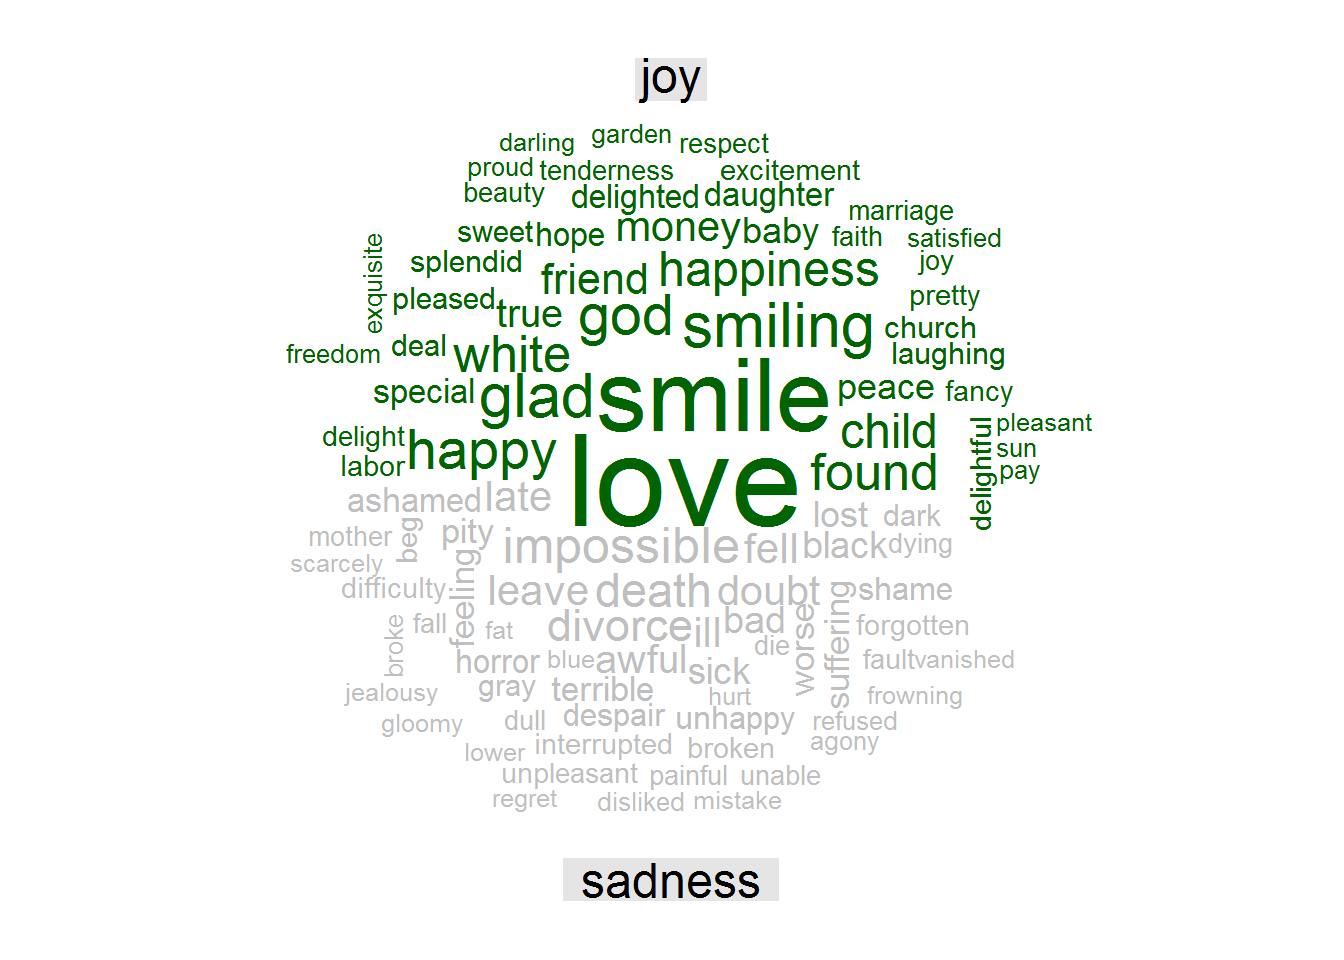 joy
darling garden respect
proud tenderness excitement
beauty delighted daughter
marriage
sweet hope money baby faith satisfied
exquisite splendid friend happiness joy
pleased true god smiling pretty
church
freedom deal white laughing
special glad smile peace fancy
delight happy child delightful pleasant
sun
labor love found pay
ashamed late lost dark
mother beg pity impossible fell black dying
scarcely
difficulty feeling leave death doubt suffering shame
broke fall fat divorce ill bad worse forgotten
horror blue awful sick die fault vanished
jealousy gray terrible hurt frowning
gloomy dull despair unhappy refused
lower interrupted broken agony
unpleasant painful unable
regret disliked mistake
sadness